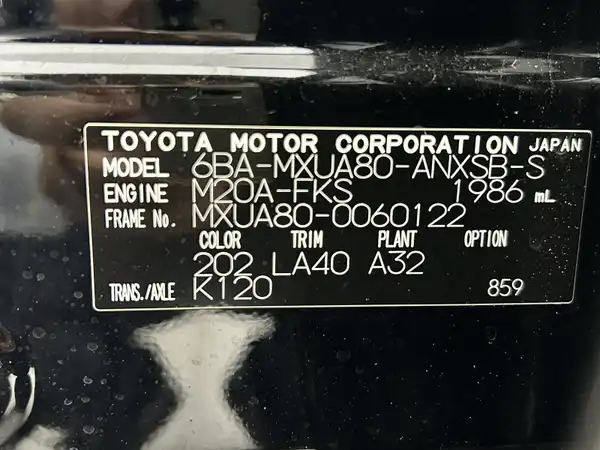 TOYOTA MOTOR CORPORATION JAPAN
MODEL 6BA-MXUA80-ANXSB-S
ENGINE M20A-FKS 1986 mL
FRAME No. MXUA80-0060122
COLOR TRIM PLANT OPTION
202 LA40 A32
TRANS./AXLE K120 859